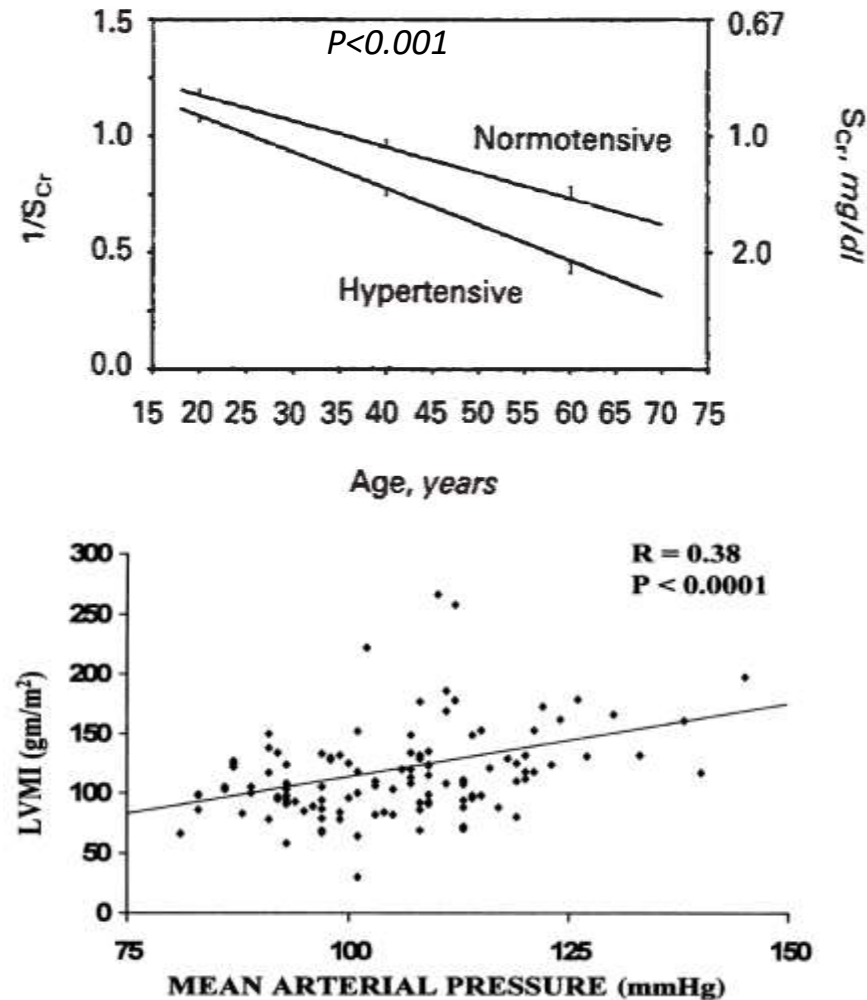 1.5
1.0
0.5
0.0
1/SCr
P<0.001
Normotensive
Hypertensive
0.67
1.0
2.0
SCr, mg/dl
15 20 25 30 35 40 45 50 55 60 65 70 75
Age, years
300
250
200
150
100
50
0
LVMI (gm/m²)
R = 0.38
P < 0.0001
75 100 125 150
MEAN ARTERIAL PRESSURE (mmHg)